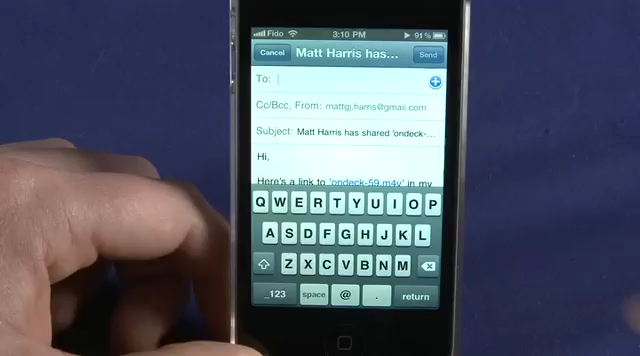 Fido 3:10 PM 91%
Cancel Matt Harris has... Send
To:
Cc/Bcc, From: mattgj.harris@gmail.com
Subject: Matt Harris has shared 'ondeck-...
Hi,
Here's a link to 'ondeck-59.m4v' in my
Q W E R T Y U I O P
A S D F G H J K L
Z X C V B N M
_123 space @ . return